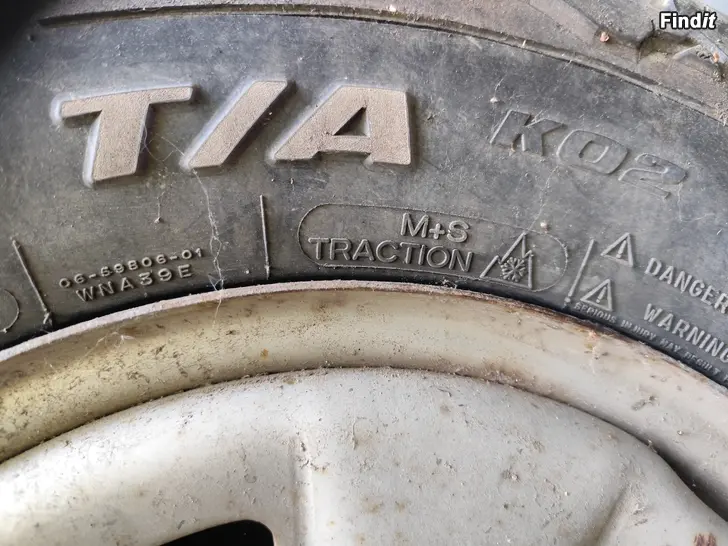 Findit
T/A KO2
06-59806-01
WNA39E
M+S
TRACTION
DANGER
WARNING